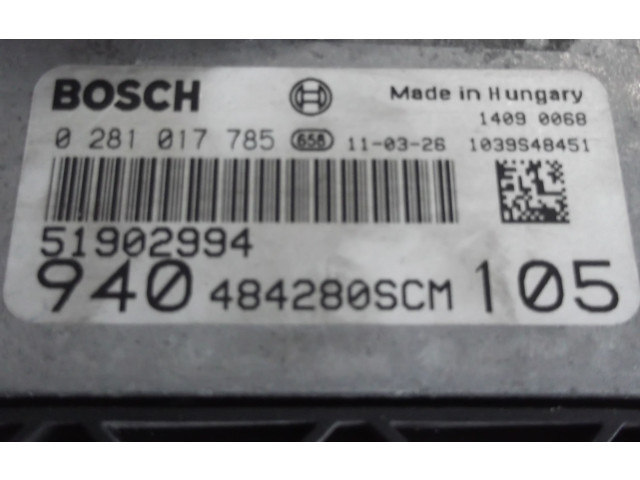 BOSCH Made in Hungary
1409 0068
0 281 017 785 658 11-03-26 1039S48451
51902994
940 484280SCM 105